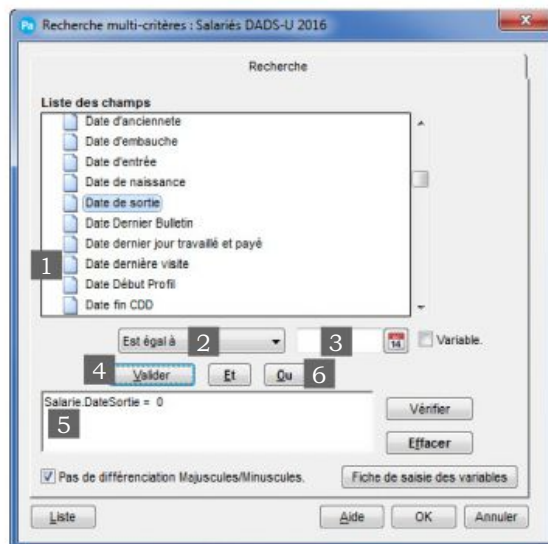 Pa Recherche multi-critères : Salariés DADS-U 2016
Recherche
Liste des champs
Date d'anciennete
Date d'embauche
Date d'entrée
Date de naissance
Date de sortie
Date Dernier Bulletin
Date dernier jour travaillé et payé
1 Date dernière visite
Date Début Profil
Date fin CDD
Est égal à 2 3 14 Variable.
4 Valider Et Ou 6
Salarie.DateSortie = 0
5
Vérifier
Effacer
Pas de différenciation Majuscules/Minuscules. Fiche de saisie des variables
Liste Aide OK Annuler